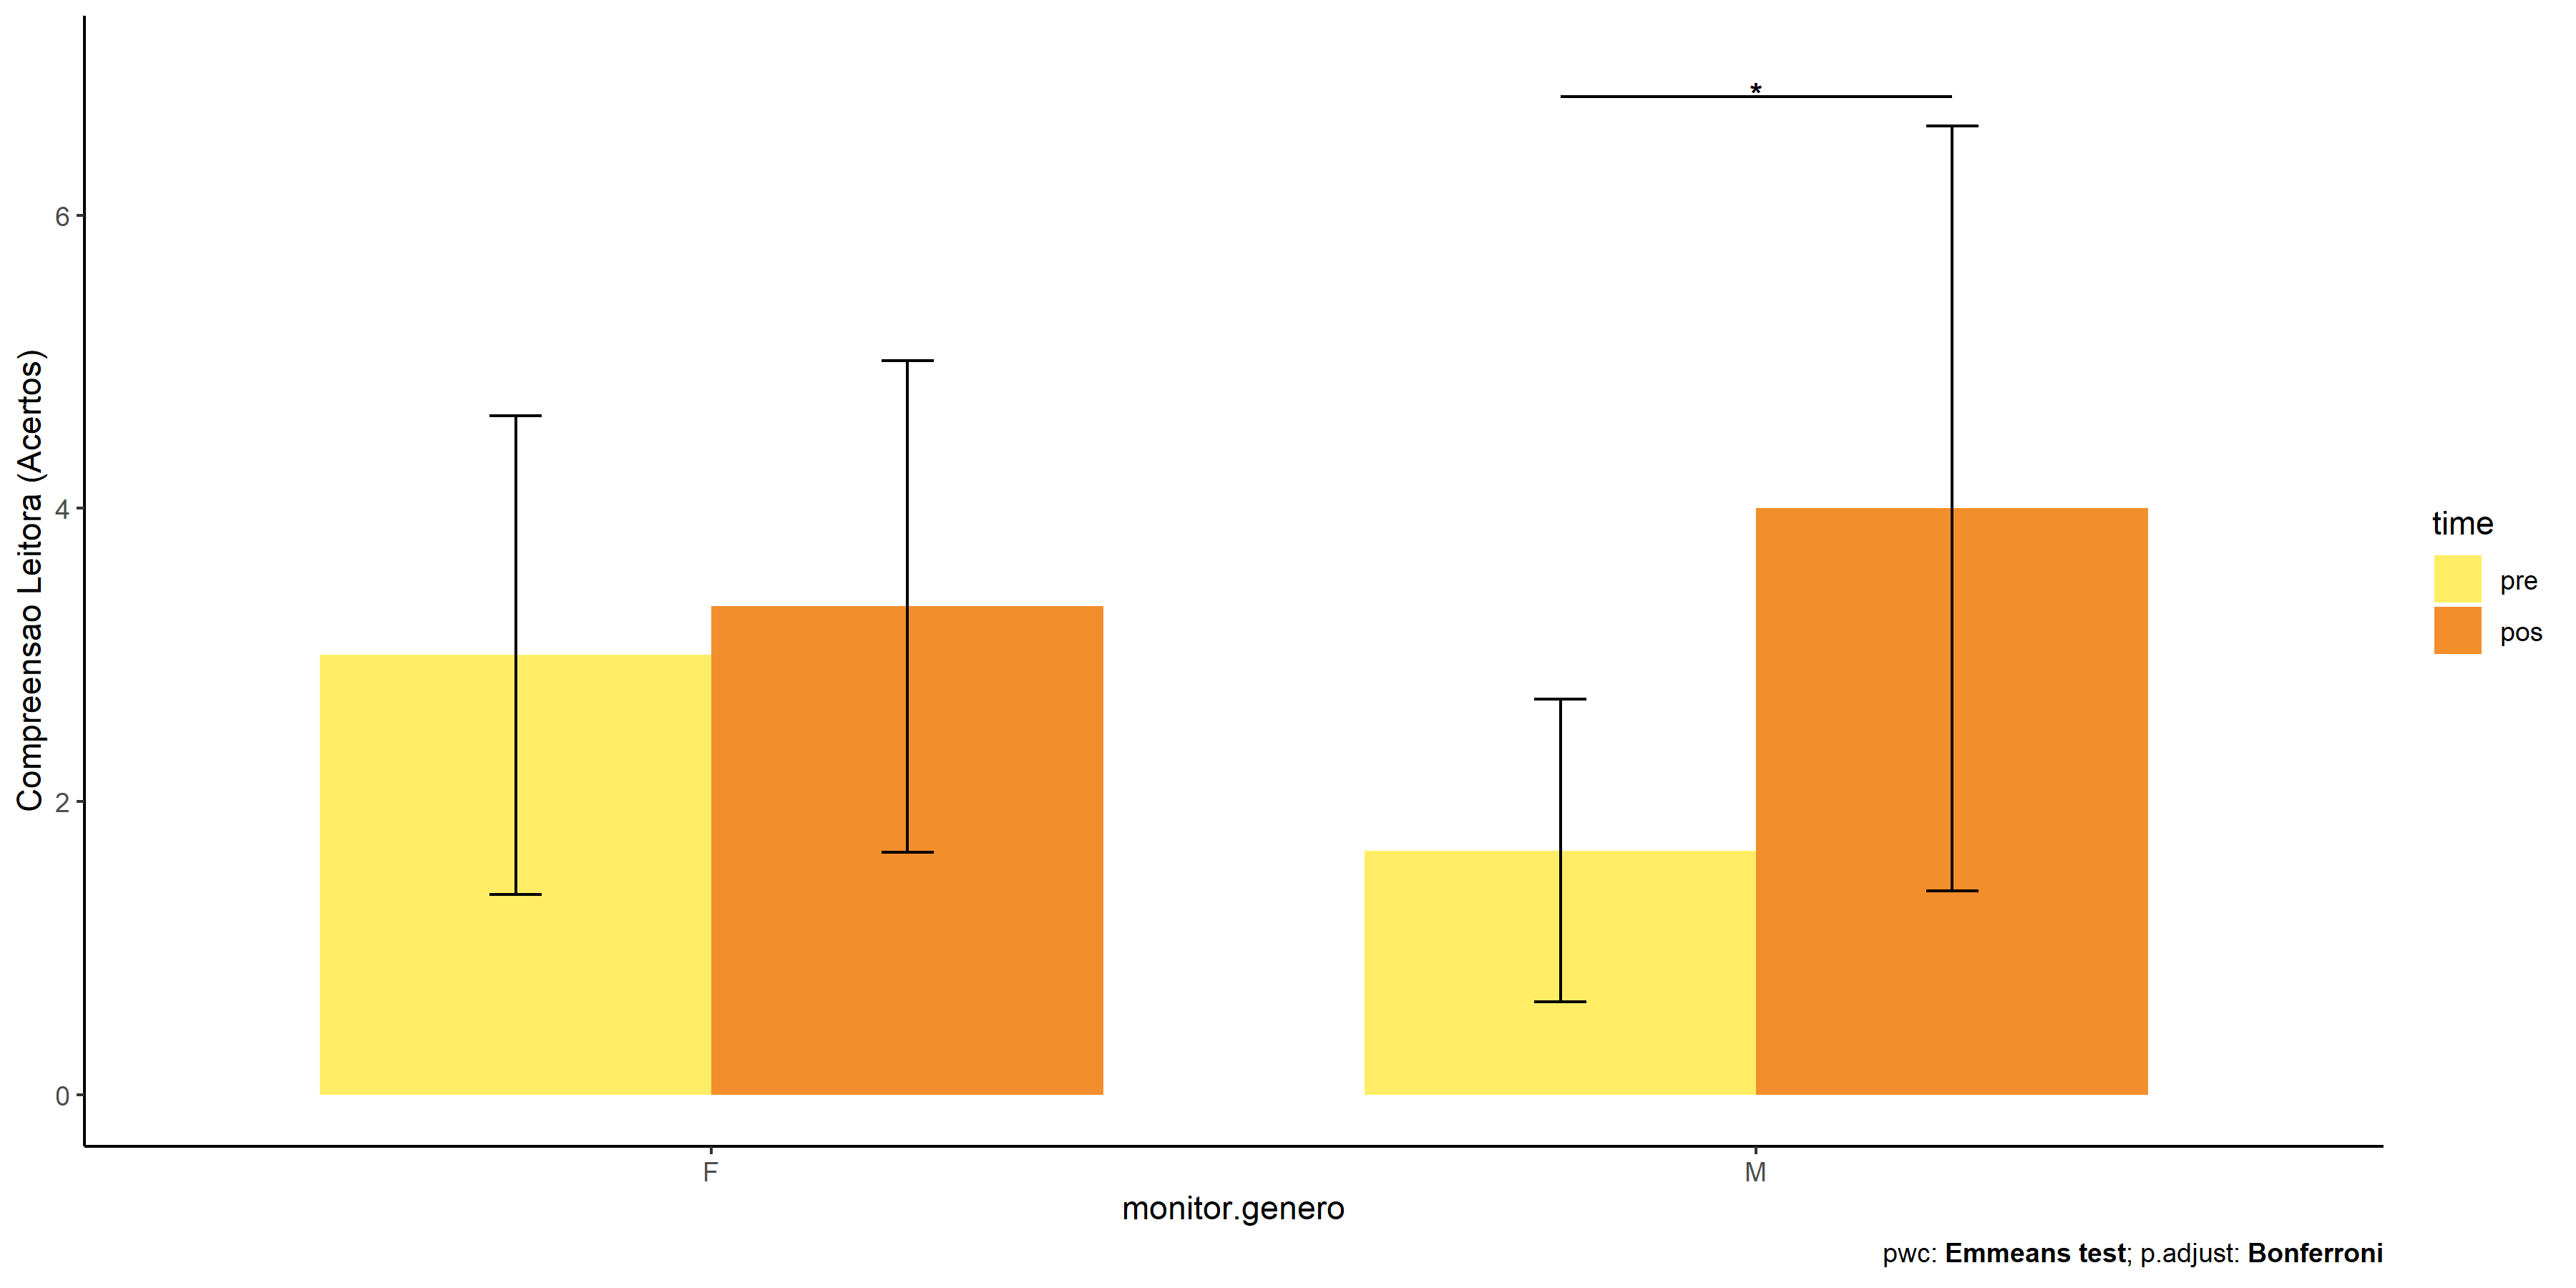 *
6
4
2
0
Compreensao Leitora (Acertos)
F
M
monitor.genero
time
pre
pos
pwc: Emmeans test; p.adjust: Bonferroni